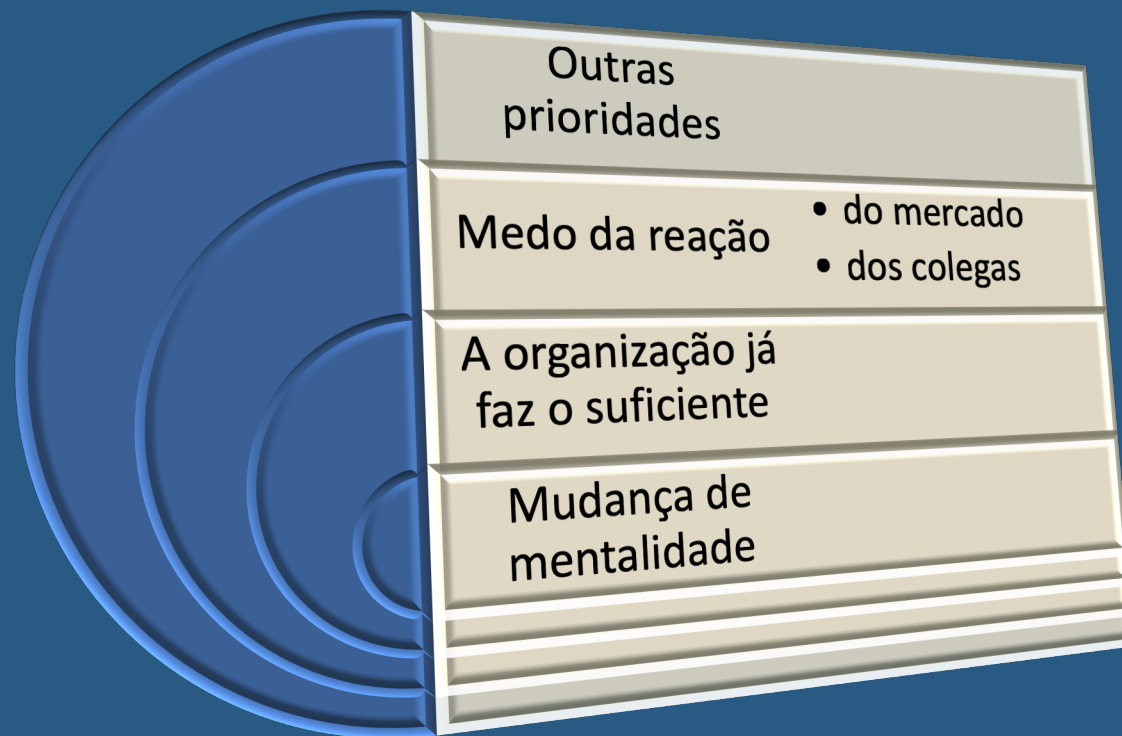 Outras
prioridades
Medo da reação
• do mercado
• dos colegas
A organização já
faz o suficiente
Mudança de
mentalidade